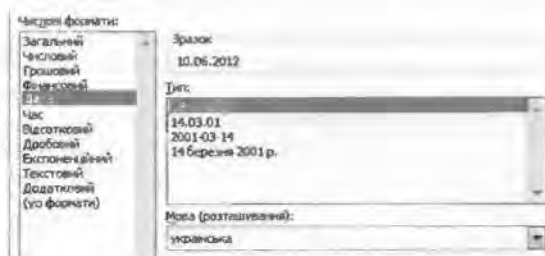 Числові формати:
Загальний
Числовий
Грошовий
Фінансовий
Дата
Час
Відсотковий
Дробовий
Експоненційний
Текстовий
Додатковий
(усі формати)
Зразок
10.06.2012
Тип:
14.03.01
2001-03-14
14 березня 2001 р.
Мова (розташування):
українська